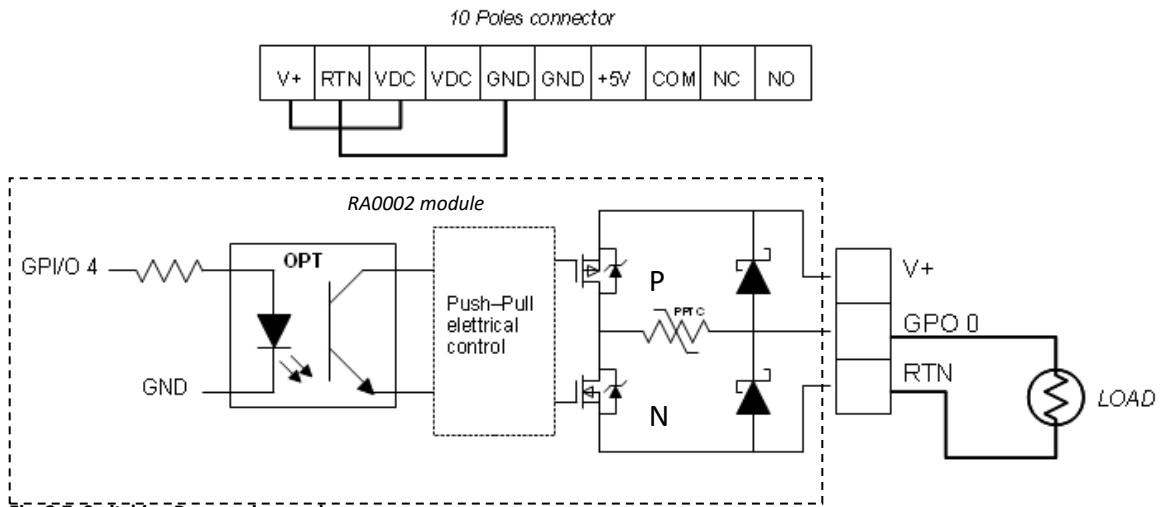 10 Poles connector
V+ RTN VDC VDC GND GND +5V COM NC NO
RA0002 module
GPI/O 4
OPT
GND
Push-Pull
elettrical
control
P
PPTC
N
V+
GPO 0
RTN
LOAD